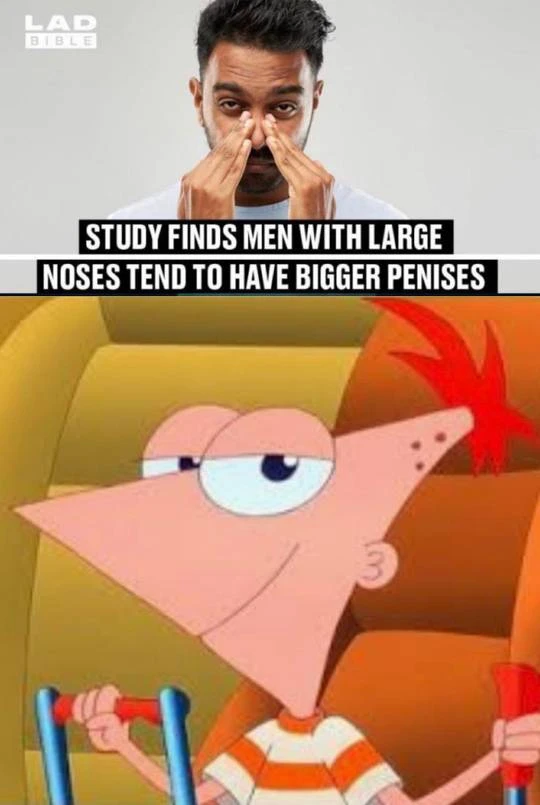 LAD
BIBLE
STUDY FINDS MEN WITH LARGE
NOSES TEND TO HAVE BIGGER PENISES